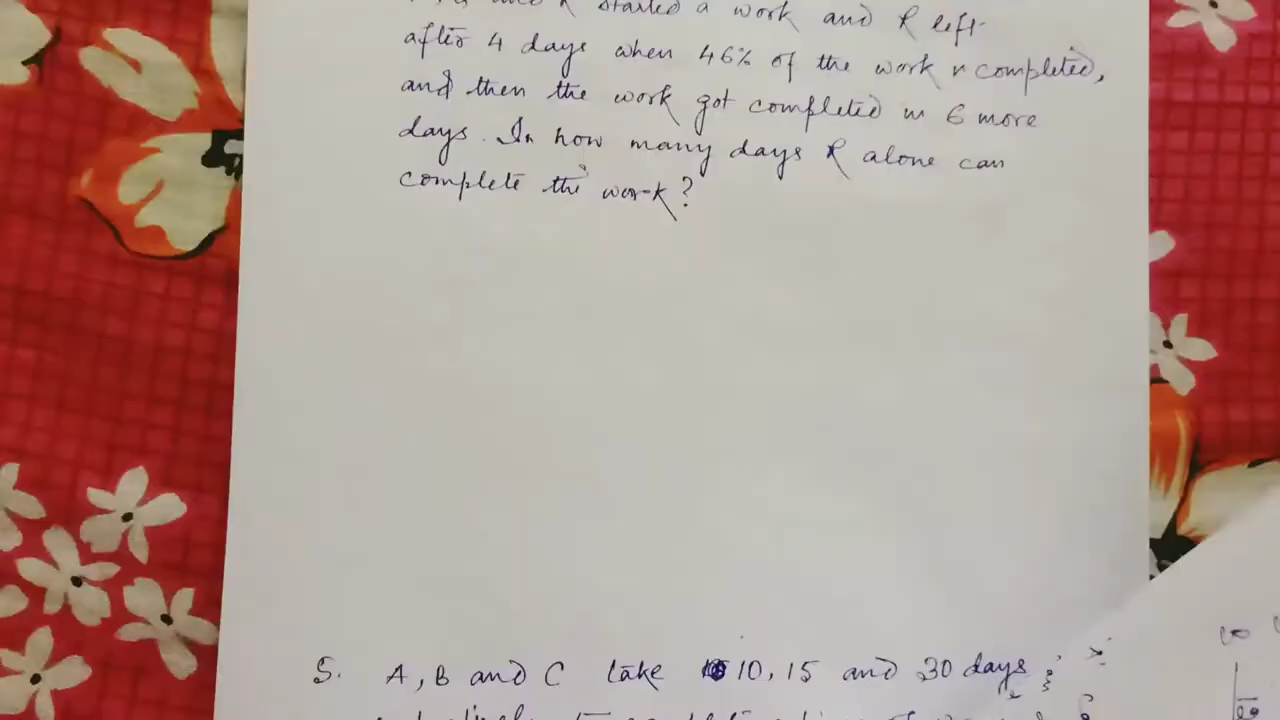 and R started a work and R left
after 4 days when 46% of the work is completed,
and then the work got completed in 6 more
days. In how many days R alone can
complete the work?
5. A, B and C take 10, 15 and 30 days